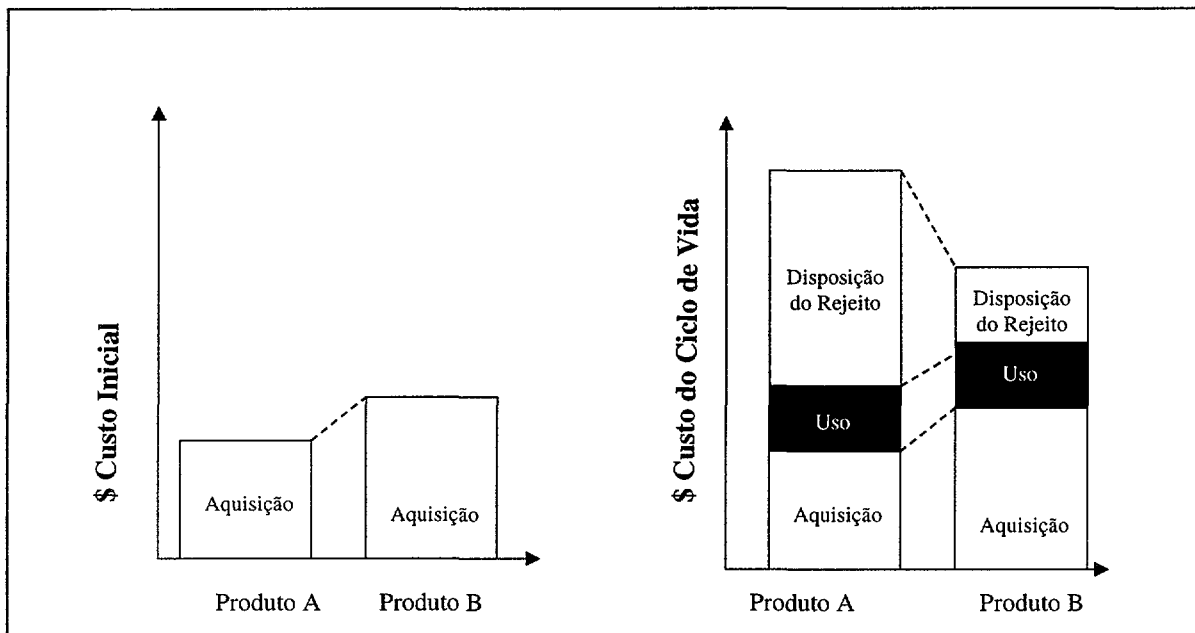 $ Custo Inicial
Aquisição
Aquisição
Produto A
Produto B
$ Custo do Ciclo de Vida
Disposição
do Rejeito
Uso
Aquisição
Disposição
do Rejeito
Uso
Aquisição
Produto A
Produto B